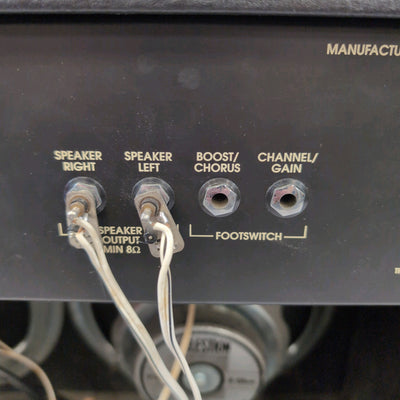 MANUFACTU
SPEAKER
RIGHT
SPEAKER
LEFT
BOOST/
CHORUS
CHANNEL/
GAIN
SPEAKER
OUTPUT
MIN 8Ω
FOOTSWITCH